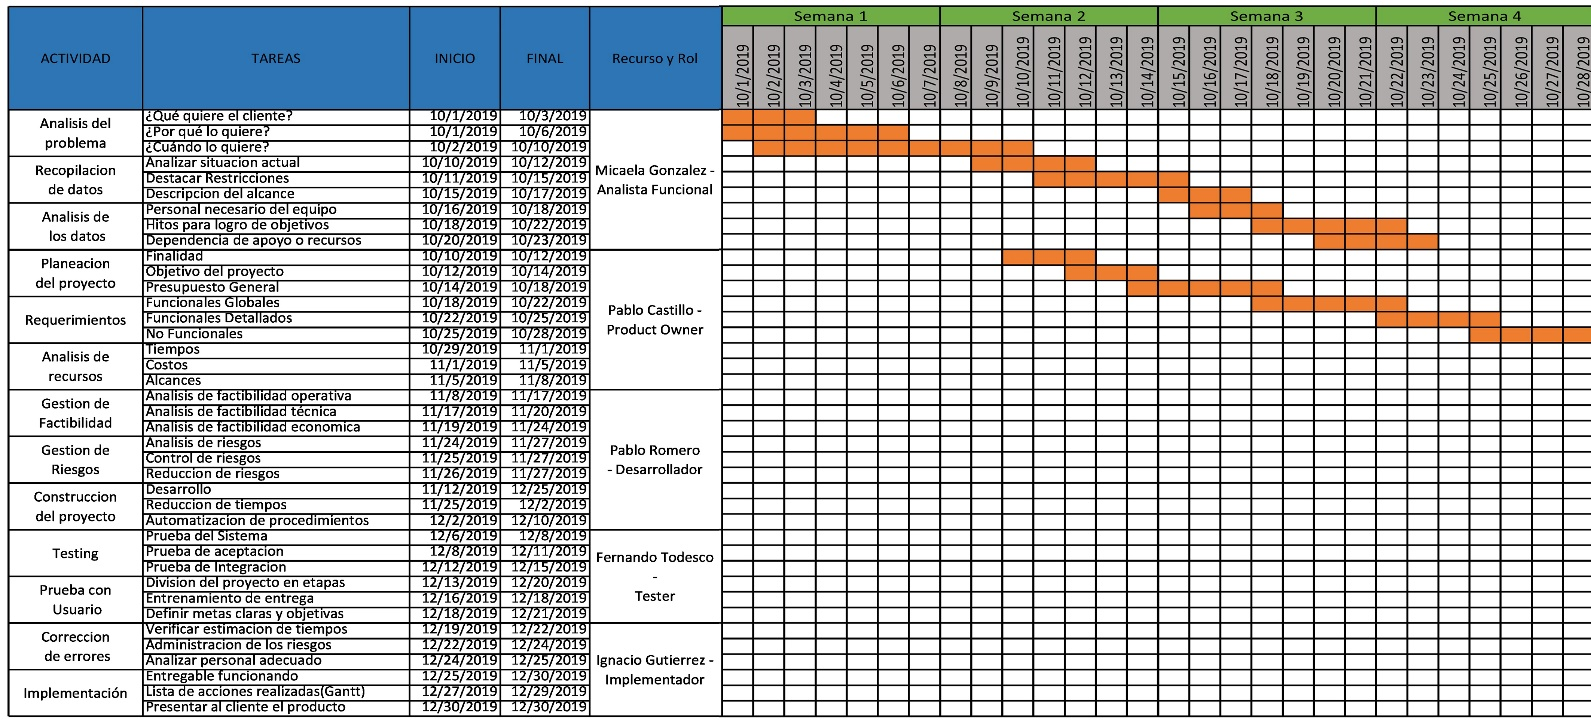 Semana 1 Semana 2 Semana 3 Semana 4
ACTIVIDAD TAREAS INICIO FINAL Recurso y Rol 10/1/2019 10/2/2019 10/3/2019 10/4/2019 10/5/2019 10/6/2019 10/7/2019 10/8/2019 10/9/2019 10/10/2019 10/11/2019 10/12/2019 10/13/2019 10/14/2019 10/15/2019 10/16/2019 10/17/2019 10/18/2019 10/19/2019 10/20/2019 10/21/2019 10/22/2019 10/23/2019 10/24/2019 10/25/2019 10/26/2019 10/27/2019 10/28/2019
Analisis del
problema
¿Qué quiere el cliente? 10/1/2019 10/3/2019
¿Por qué lo quiere? 10/1/2019 10/6/2019
¿Cuándo lo quiere? 10/2/2019 10/10/2019
Recopilacion
de datos
Analizar situacion actual 10/10/2019 10/12/2019
Destacar Restricciones 10/11/2019 10/15/2019
Descripcion del alcance 10/15/2019 10/17/2019
Analisis de
los datos
Personal necesario del equipo 10/16/2019 10/18/2019
Hitos para logro de objetivos 10/18/2019 10/22/2019
Dependencia de apoyo o recursos 10/20/2019 10/23/2019
Micaela Gonzalez -
Analista Funcional
Planeacion
del proyecto
Finalidad 10/10/2019 10/12/2019
Objetivo del proyecto 10/12/2019 10/14/2019
Presupuesto General 10/14/2019 10/18/2019
Requerimientos
Funcionales Globales 10/18/2019 10/22/2019
Funcionales Detallados 10/22/2019 10/25/2019
No Funcionales 10/25/2019 10/28/2019
Analisis de
recursos
Tiempos 10/29/2019 11/1/2019
Costos 11/1/2019 11/5/2019
Alcances 11/5/2019 11/8/2019
Pablo Castillo -
Product Owner
Gestion de
Factibilidad
Analisis de factibilidad operativa 11/8/2019 11/17/2019
Analisis de factibilidad técnica 11/17/2019 11/20/2019
Analisis de factibilidad economica 11/19/2019 11/24/2019
Gestion de
Riesgos
Analisis de riesgos 11/24/2019 11/27/2019
Control de riesgos 11/25/2019 11/27/2019
Reduccion de riesgos 11/26/2019 11/27/2019
Construccion
del proyecto
Desarrollo 11/12/2019 12/25/2019
Reduccion de tiempos 11/25/2019 12/2/2019
Automatizacion de procedimientos 12/2/2019 12/10/2019
Pablo Romero
- Desarrollador
Testing
Prueba del Sistema 12/6/2019 12/8/2019
Prueba de aceptacion 12/8/2019 12/11/2019
Prueba de Integracion 12/12/2019 12/15/2019
Prueba con
Usuario
Division del proyecto en etapas 12/13/2019 12/20/2019
Entrenamiento de entrega 12/16/2019 12/18/2019
Definir metas claras y objetivas 12/18/2019 12/21/2019
Fernando Todesco
-
Tester
Correccion
de errores
Verificar estimacion de tiempos 12/19/2019 12/22/2019
Administracion de los riesgos 12/22/2019 12/24/2019
Analizar personal adecuado 12/24/2019 12/25/2019
Implementación
Entregable funcionando 12/25/2019 12/30/2019
Lista de acciones realizadas(Gantt) 12/27/2019 12/29/2019
Presentar al cliente el producto 12/30/2019 12/30/2019
Ignacio Gutierrez -
Implementador